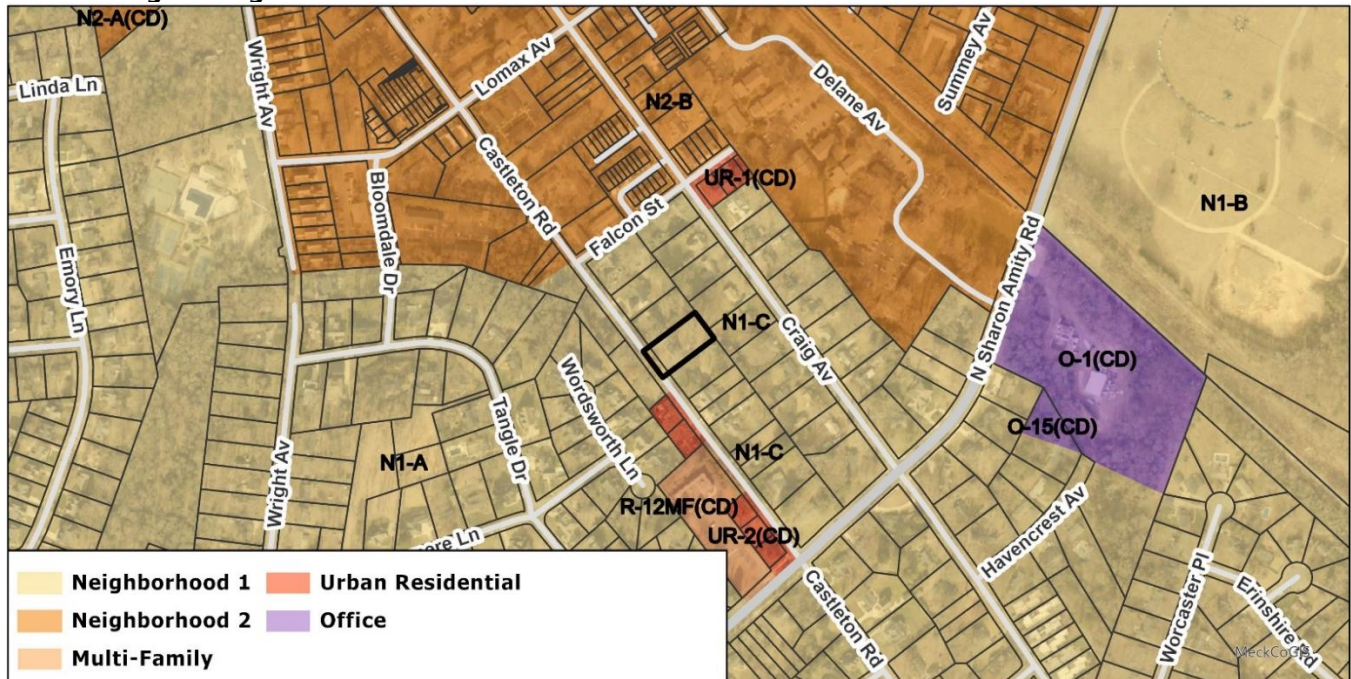 N2-A(CD)
Linda Ln
Wright Av
Lomax Av
Summey Av
Delane Av
N2-B
Emory Ln
Bloomdale Dr
Castleton Rd
UR-1(CD)
Falcon St
N1-B
N Sharon Amity Rd
N1-C
Craig Av
O-1(CD)
Wordsworth Ln
Tangle Dr
O-15(CD)
N1-A
N1-C
Wright Av
R-12MF(CD)
UR-2(CD)
Havencrest Av
Castleton Rd
Worcaster Pl
Erinshire Rd
Neighborhood 1
Urban Residential
Neighborhood 2
Office
Multi-Family
MeckCoGIS